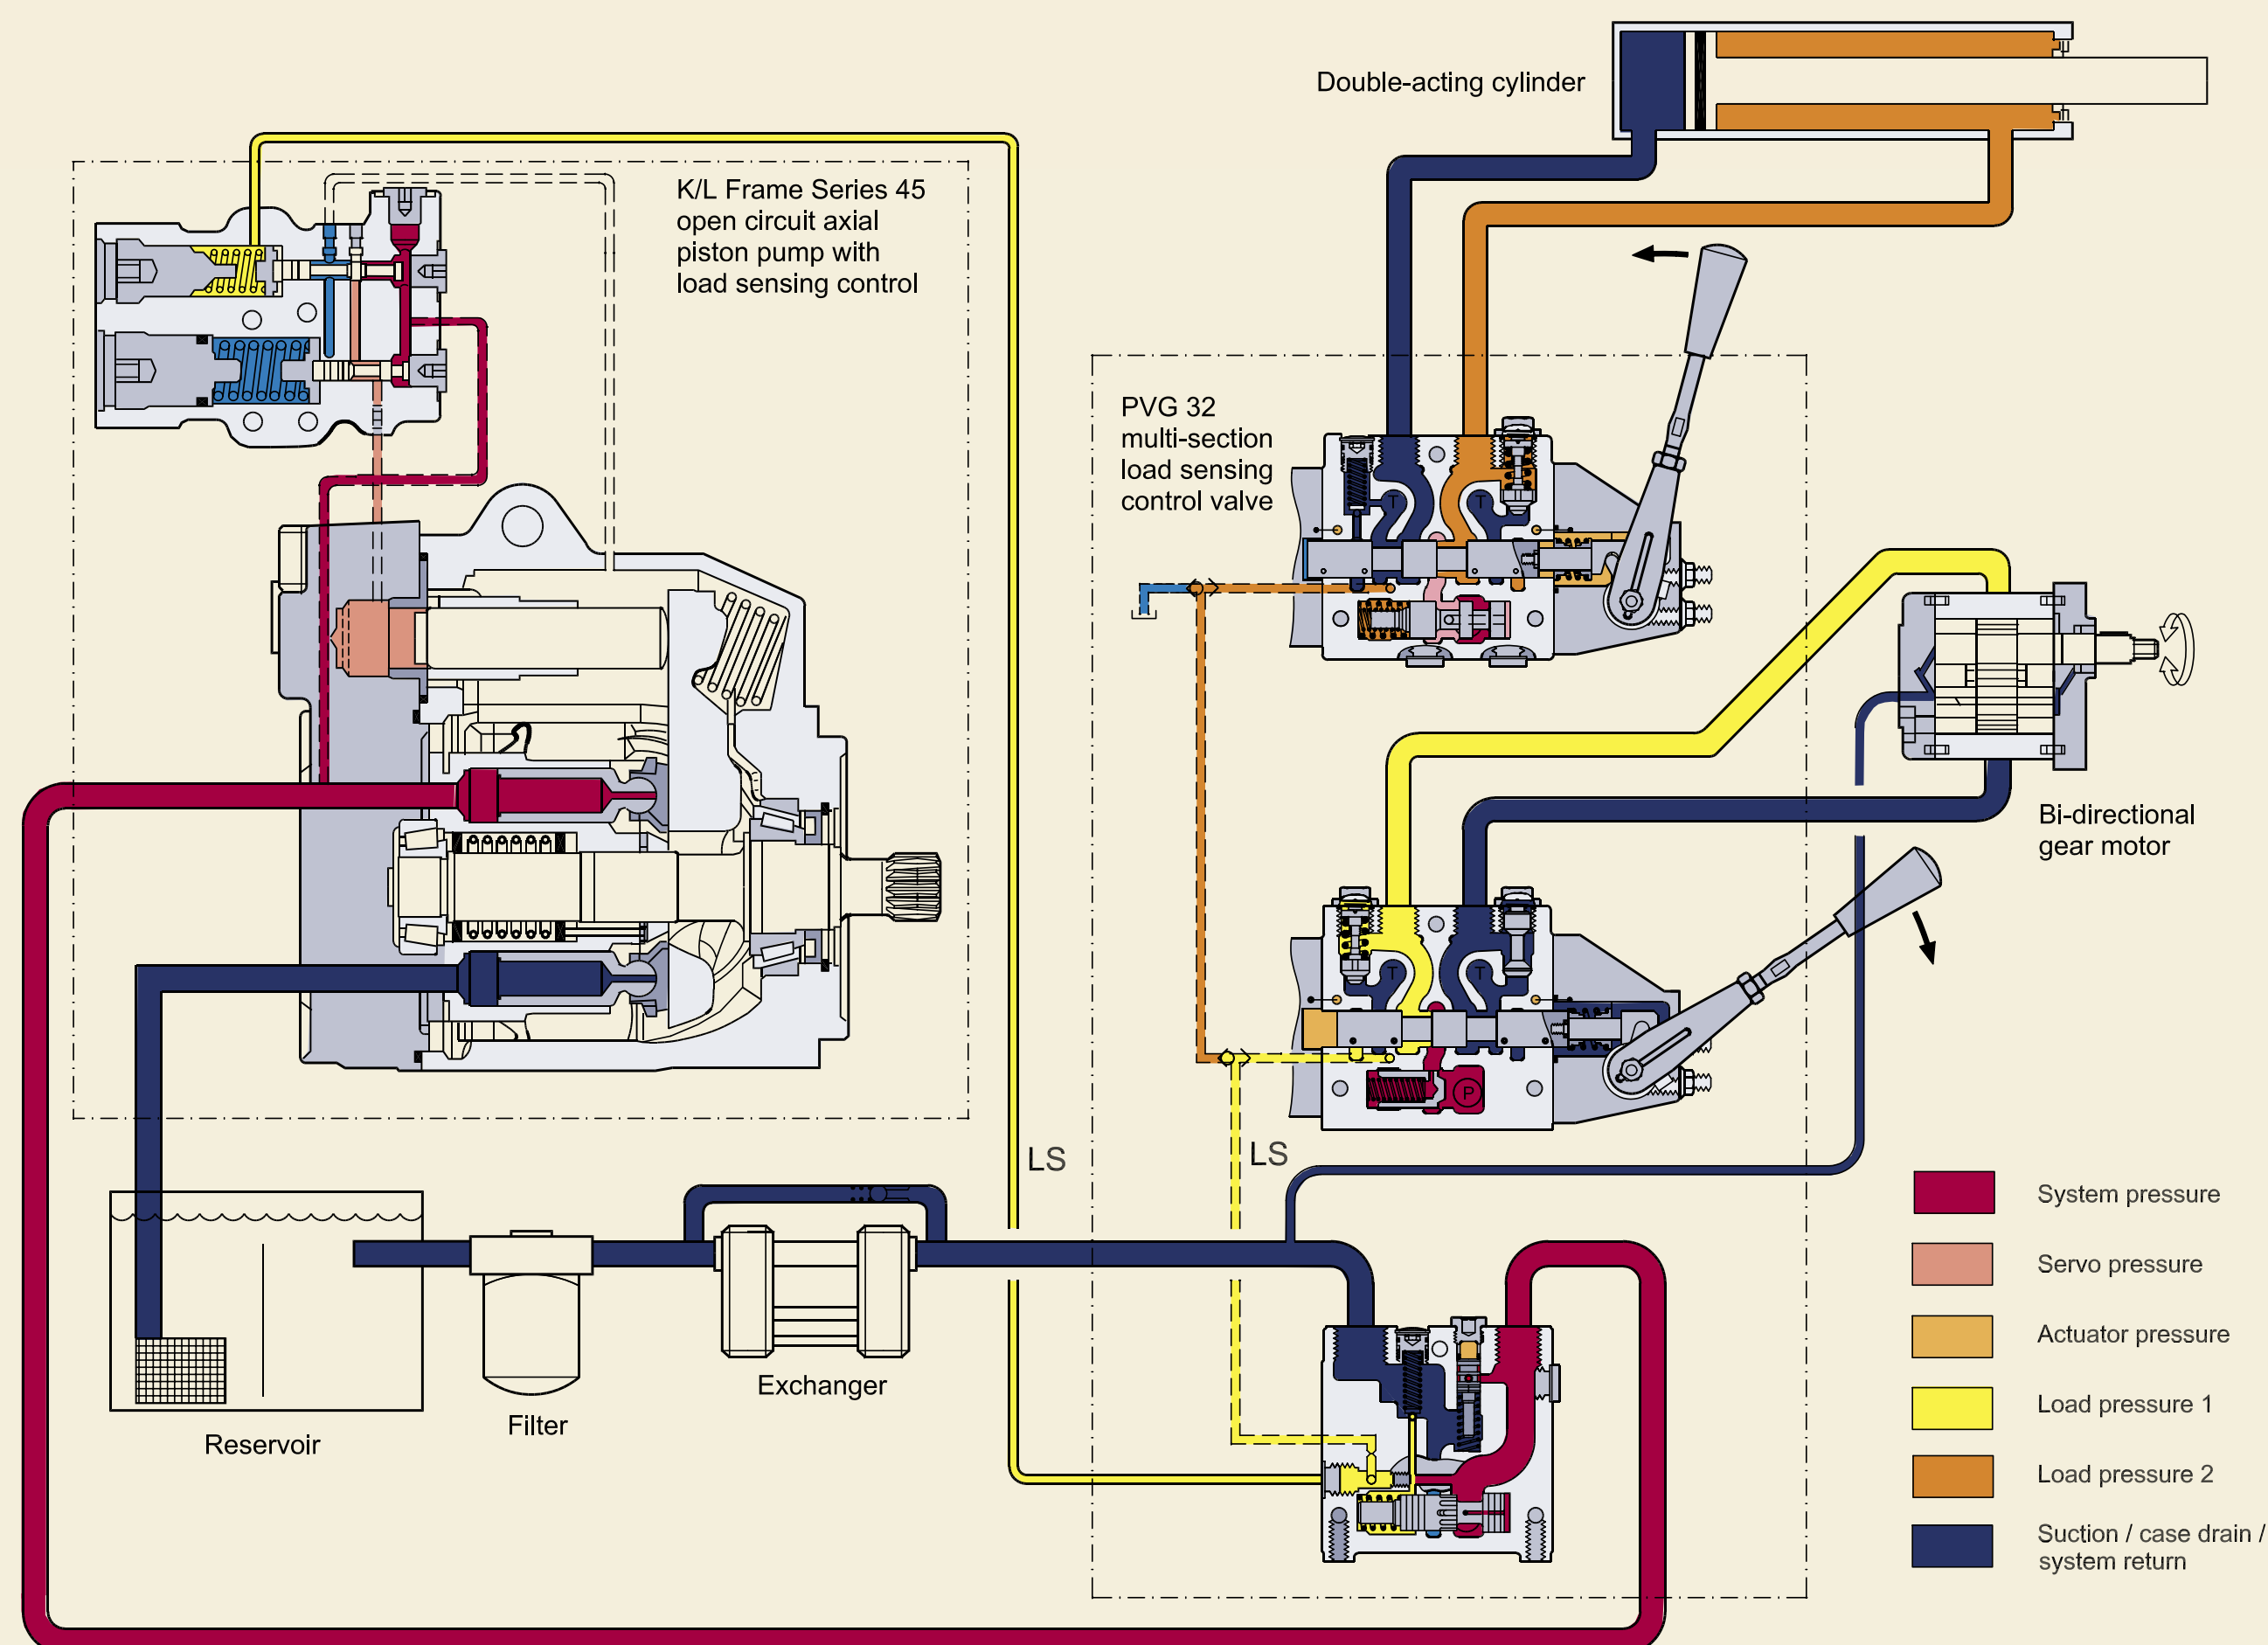 Double-acting cylinder
K/L Frame Series 45
open circuit axial
piston pump with
load sensing control
PVG 32
multi-section
load sensing
control valve
T
T
Bi-directional
gear motor
T
T
P
LS
LS
Reservoir
Filter
Exchanger
System pressure
Servo pressure
Actuator pressure
Load pressure 1
Load pressure 2
Suction / case drain /
system return